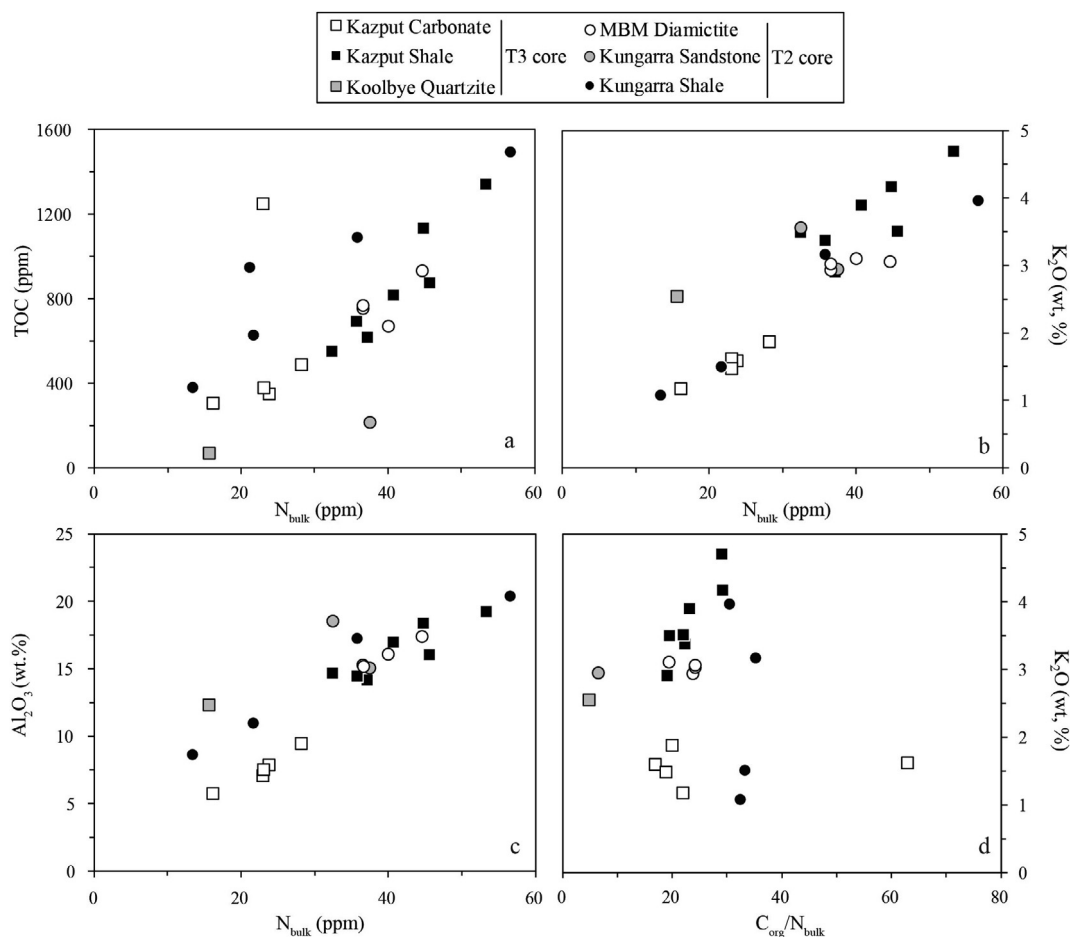 Kazput Carbonate
Kazput Shale
Koolbye Quartzite
T3 core
MBM Diamictite
Kungarra Sandstone
Kungarra Shale
T2 core
1600
1200
800
400
0
TOC (ppm)
0 20 40 60
N_bulk (ppm)
a
5
4
3
2
1
0
K₂O (wt, %)
0 20 40 60
N_bulk (ppm)
b
25
20
15
10
5
0
Al₂O₃ (wt.%)
0 20 40 60
N_bulk (ppm)
c
5
4
3
2
1
0
K₂O (wt, %)
0 20 40 60 80
C_org/N_bulk
d